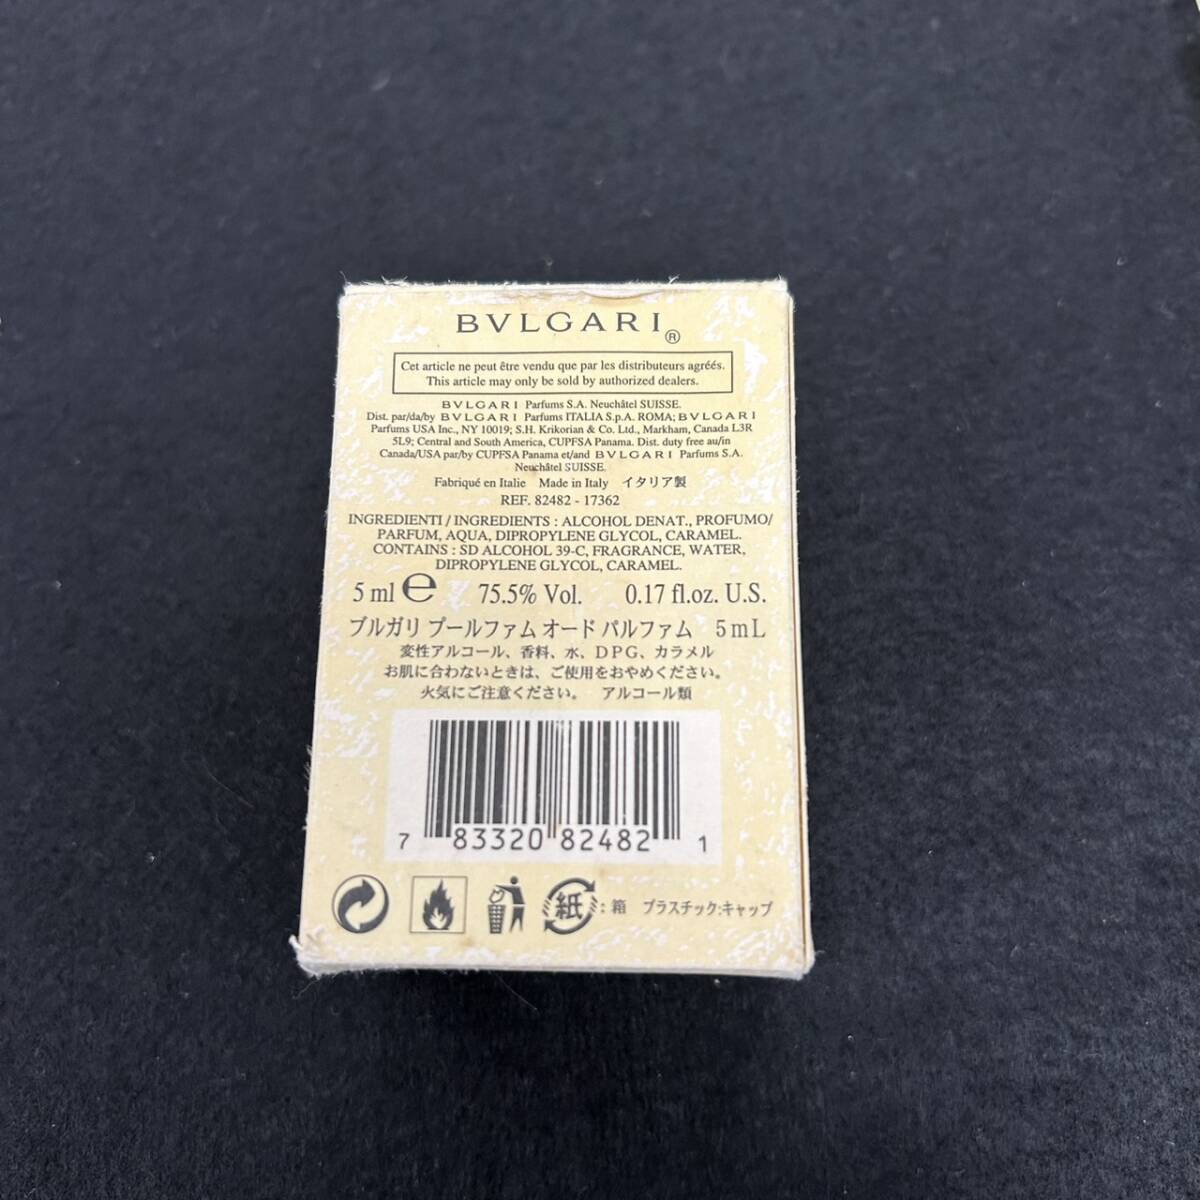 BVLGARI®
Cet article ne peut être vendu que par les distributeurs agréés.
This article may only be sold by authorized dealers.
BVLGARI Parfums S.A. Neuchâtel SUISSE.
Dist. par/da/by BVLGARI Parfums ITALIA S.p.A. ROMA; BVLGARI
Parfums USA Inc., NY 10019; S.H. Krikorian & Co. Ltd., Markham, Canada L3R
5L9; Central and South America, CUPFSA Panama. Dist. duty free au/in
Canada/USA par/by CUPFSA Panama et/and BVLGARI Parfums S.A.
Neuchâtel SUISSE.
Fabriqué en Italie Made in Italy イタリア製
REF. 82482 - 17362
INGREDIENTI / INGREDIENTS : ALCOHOL DENAT., PROFUMO/
PARFUM, AQUA, DIPROPYLENE GLYCOL, CARAMEL.
CONTAINS : SD ALCOHOL 39-C, FRAGRANCE, WATER,
DIPROPYLENE GLYCOL, CARAMEL.
5 ml ℮ 75.5% Vol. 0.17 fl.oz. U.S.
ブルガリ プールファム オード パルファム 5mL
変性アルコール、香料、水、DPG、カラメル
お肌に合わないときは、ご使用をおやめください。
火気にご注意ください。 アルコール類
7 83320 82482 1
紙 : 箱 プラスチック:キャップ